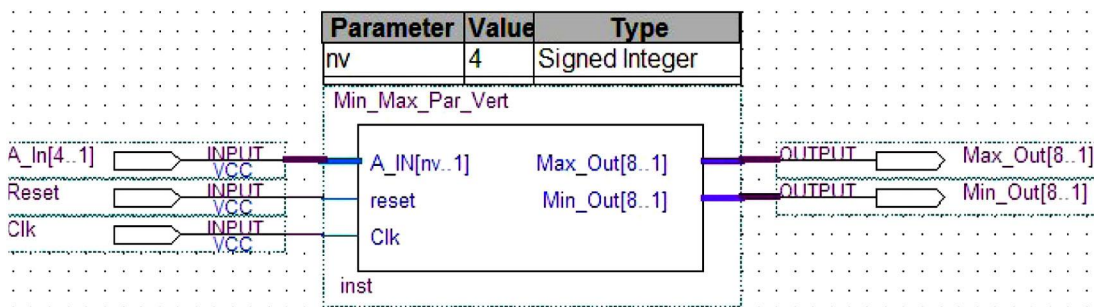 Parameter Value Type
nv 4 Signed Integer
Min_Max_Par_Vert
A_In[4..1] INPUT VCC A_IN[nv..1] Max_Out[8..1] OUTPUT Max_Out[8..1]
Reset INPUT VCC reset Min_Out[8..1] OUTPUT Min_Out[8..1]
Clk INPUT VCC Clk
inst